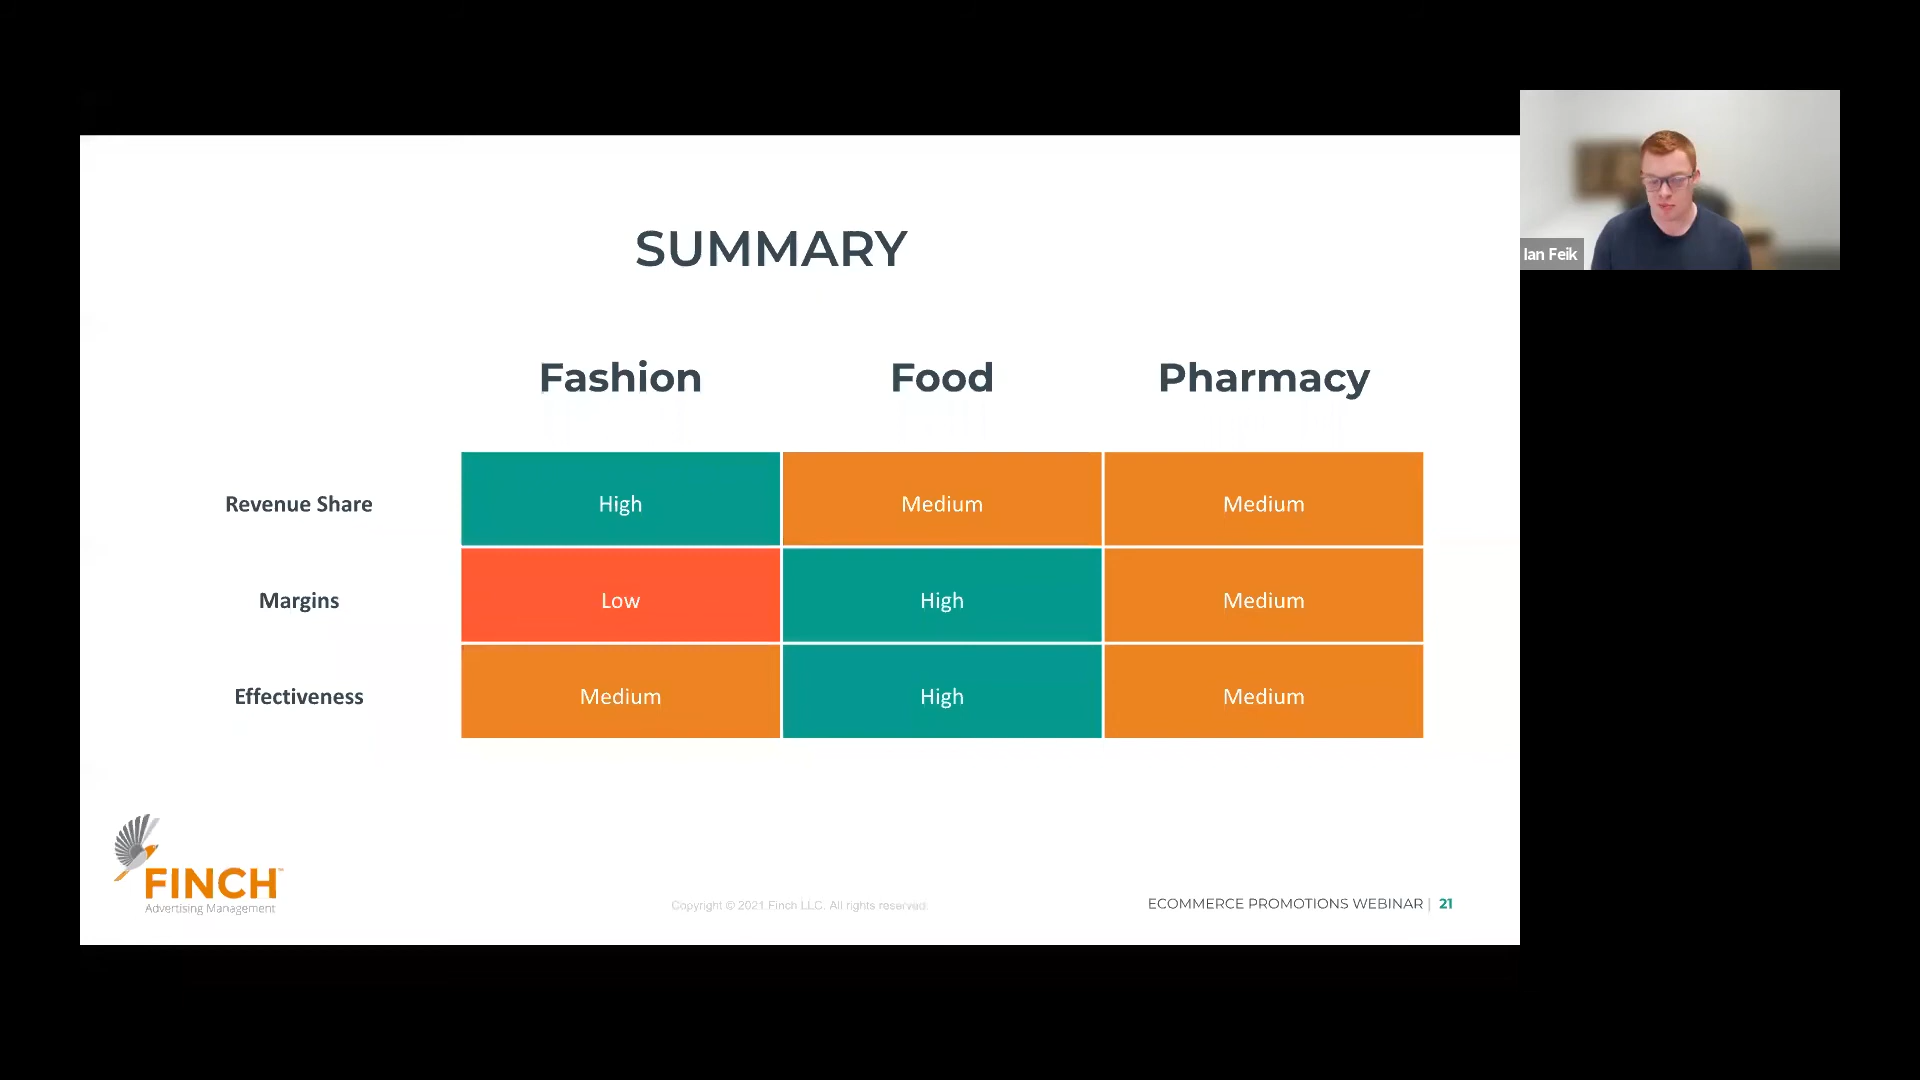 Ian Feik
SUMMARY
Fashion Food Pharmacy
Revenue Share High Medium Medium
Margins Low High Medium
Effectiveness Medium High Medium
FINCH™
Advertising Management
Copyright © 2021 Finch LLC. All rights reserved.
ECOMMERCE PROMOTIONS WEBINAR | 21